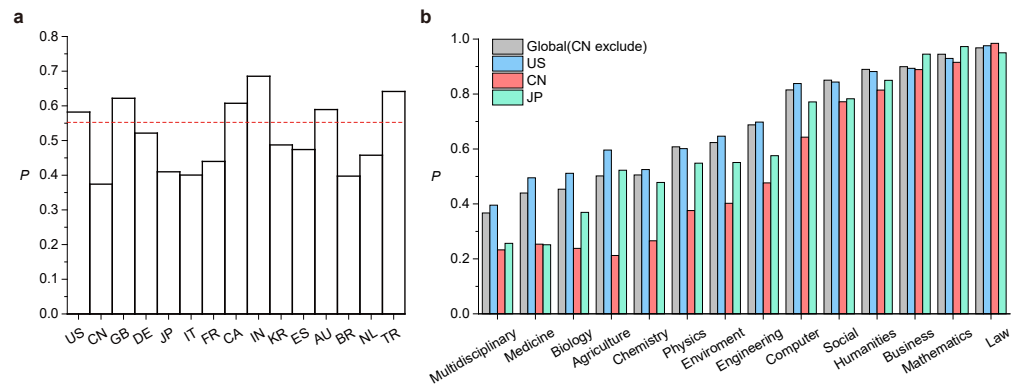 a
P
0.8
0.7
0.6
0.5
0.4
0.3
0.2
0.1
0.0
US CN GB DE JP IT FR CA IN KR ES AU BR NL TR
b
P
1.0
0.8
0.6
0.4
0.2
0.0
Global(CN exclude)
US
CN
JP
Multidisciplinary Medicine Biology Agriculture Chemistry Physics Enviroment Engineering Computer Social Humanities Business Mathematics Law